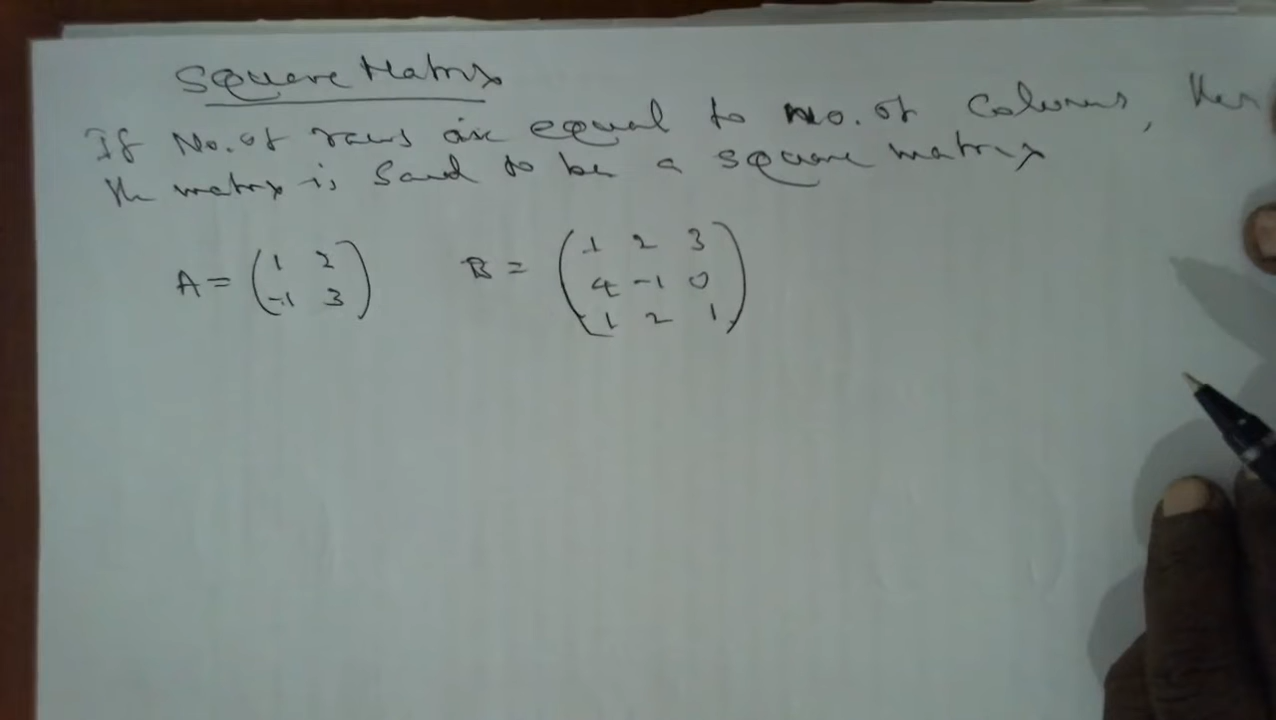 Square Matrix
If No. of rows are equal to No. of Columns, then
the matrix is Said to be a square matrix
A = (1 2 B = (1 2 3
-1 3) 4 -1 0
1 2 1)